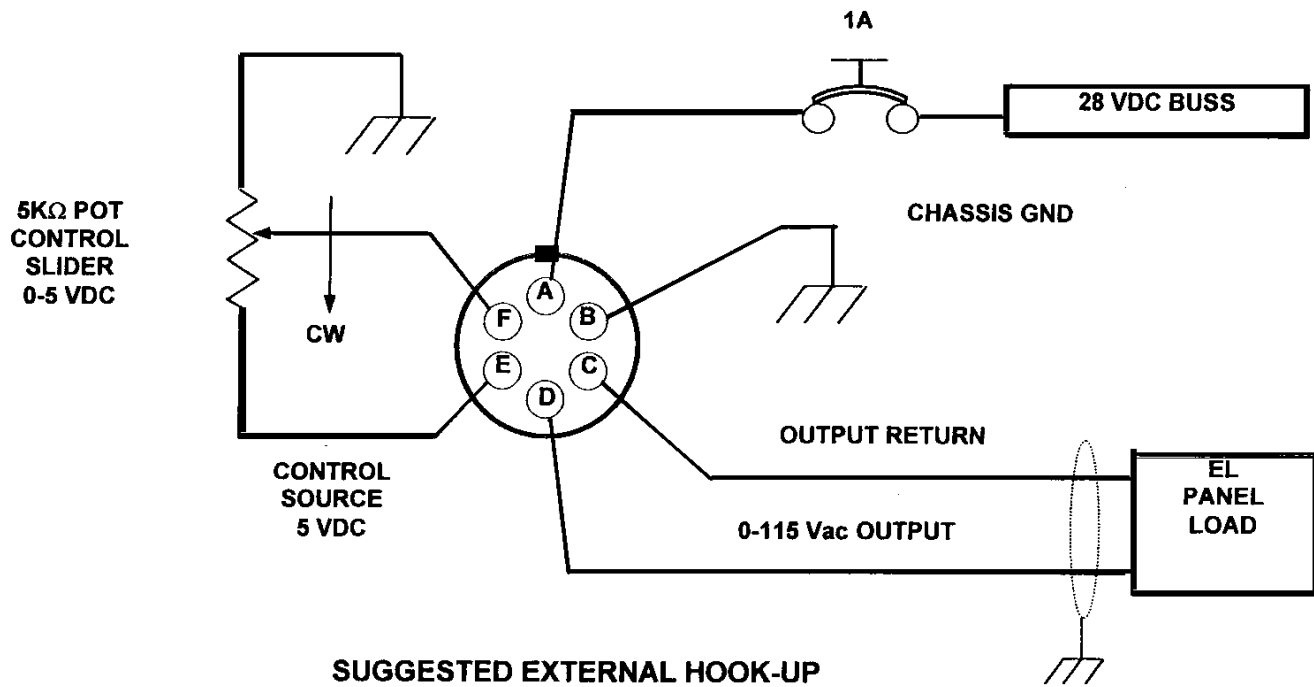 1A
28 VDC BUSS
5KΩ POT
CONTROL
SLIDER
0-5 VDC
CW
CHASSIS GND
A
B
C
D
E
F
CONTROL
SOURCE
5 VDC
OUTPUT RETURN
0-115 Vac OUTPUT
EL
PANEL
LOAD
SUGGESTED EXTERNAL HOOK-UP